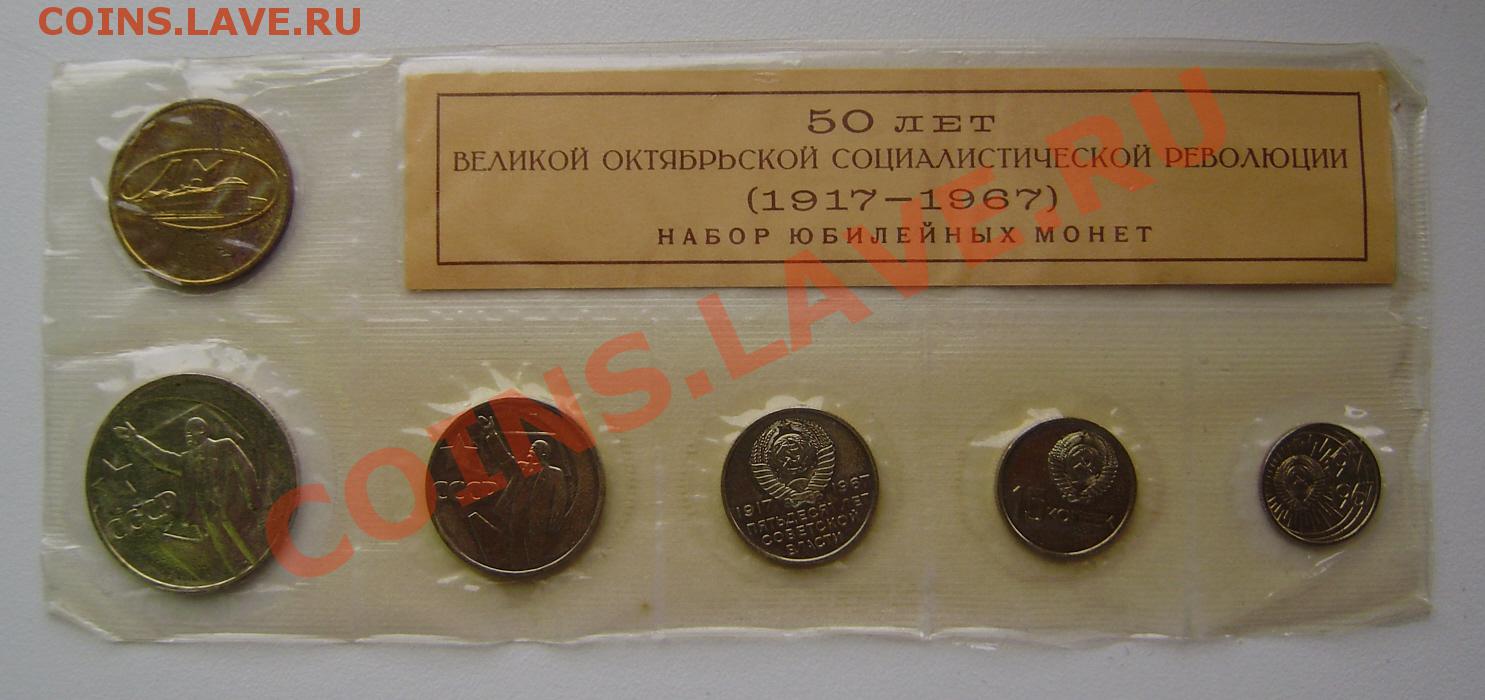 COINS.LAVE.RU
50 ЛЕТ
ВЕЛИКОЙ ОКТЯБРЬСКОЙ СОЦИАЛИСТИЧЕСКОЙ РЕВОЛЮЦИИ
(1917—1967)
НАБОР ЮБИЛЕЙНЫХ МОНЕТ
COINS.LAVE.RU
СССР
СССР
1917 1967
ПЯТЬДЕСЯТ ЛЕТ
СОВЕТСКОЙ
ВЛАСТИ
15
КОПЕЕК